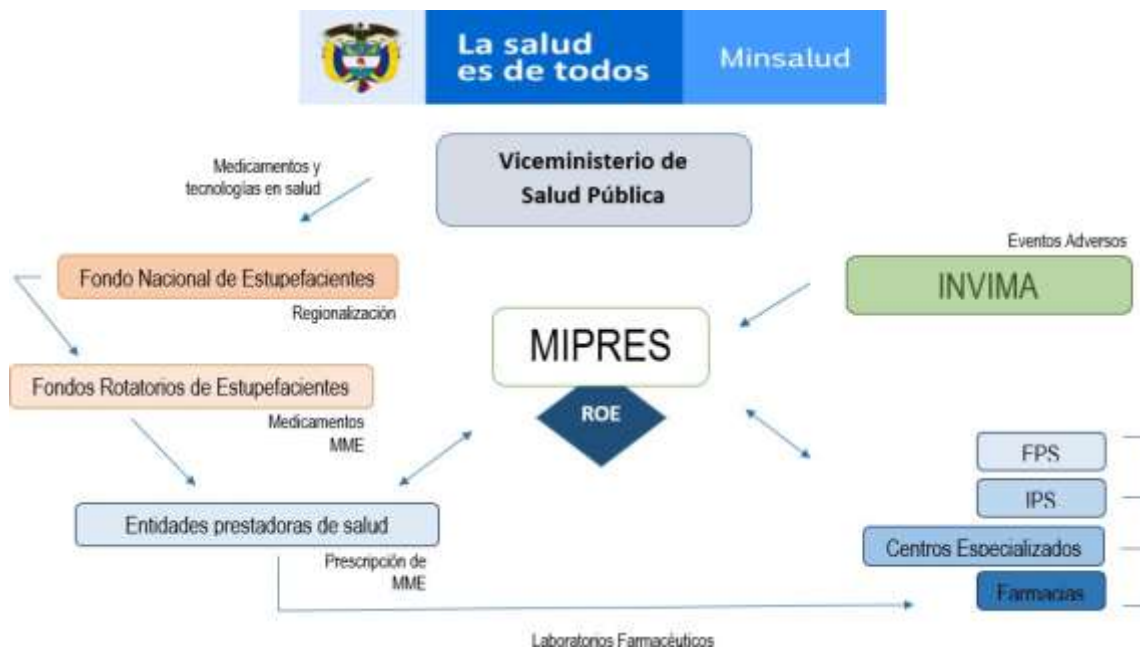 La salud
es de todos
Minsalud
Viceministerio de
Salud Pública
Medicamentos y
tecnologías en salud
Eventos Adversos
INVIMA
Fondo Nacional de Estupefacientes
Regionalización
MIPRES
ROE
Fondos Rotatorios de Estupefacientes
Medicamentos
MME
EPS
IPS
Centros Especializados
Farmacias
Entidades prestadoras de salud
Prescripción de
MME
Laboratorios Farmacéuticos